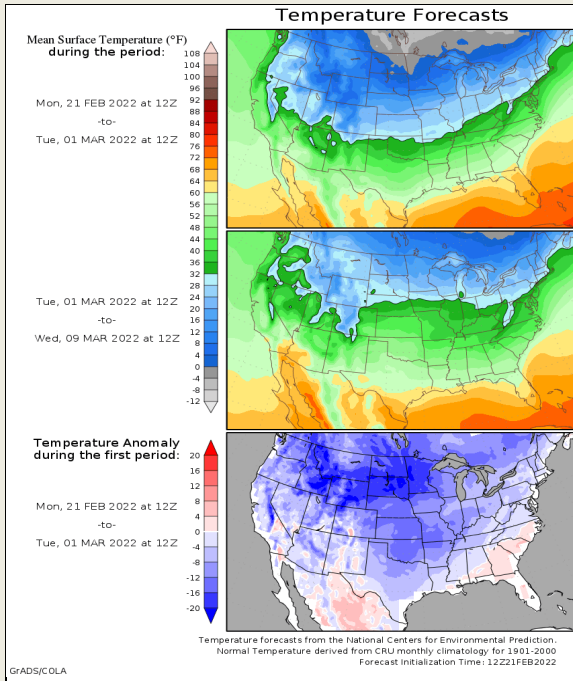 Temperature Forecasts
Mean Surface Temperature (°F)
during the period:
Mon, 21 FEB 2022 at 12Z
-to-
Tue, 01 MAR 2022 at 12Z
Tue, 01 MAR 2022 at 12Z
-to-
Wed, 09 MAR 2022 at 12Z
108
104
100
96
92
88
84
80
76
72
68
64
60
56
52
48
44
40
36
32
28
24
20
16
12
8
4
0
-4
-8
-12
Temperature Anomaly
during the first period:
Mon, 21 FEB 2022 at 12Z
-to-
Tue, 01 MAR 2022 at 12Z
20
16
12
8
4
0
-4
-8
-12
-16
-20
Temperature forecasts from the National Centers for Environmental Prediction.
Normal Temperature derived from CRU monthly climatology for 1901-2000
Forecast Initialization Time: 12Z21FEB2022
GrADS/COLA